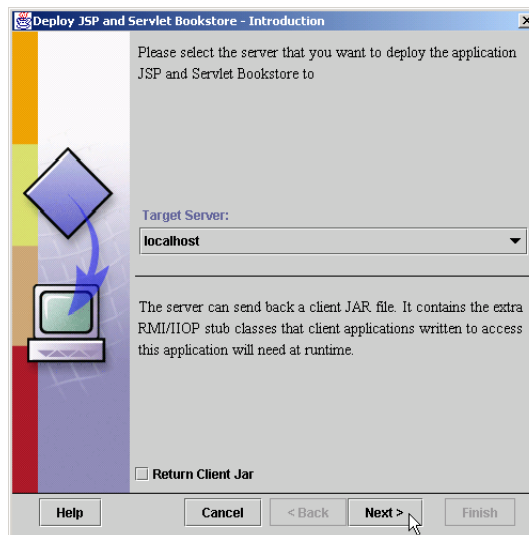 Deploy JSP and Servlet Bookstore - Introduction
Please select the server that you want to deploy the application
JSP and Servlet Bookstore to
Target Server:
localhost
The server can send back a client JAR file. It contains the extra
RMI/IIOP stub classes that client applications written to access
this application will need at runtime.
Return Client Jar
Help Cancel < Back Next > Finish